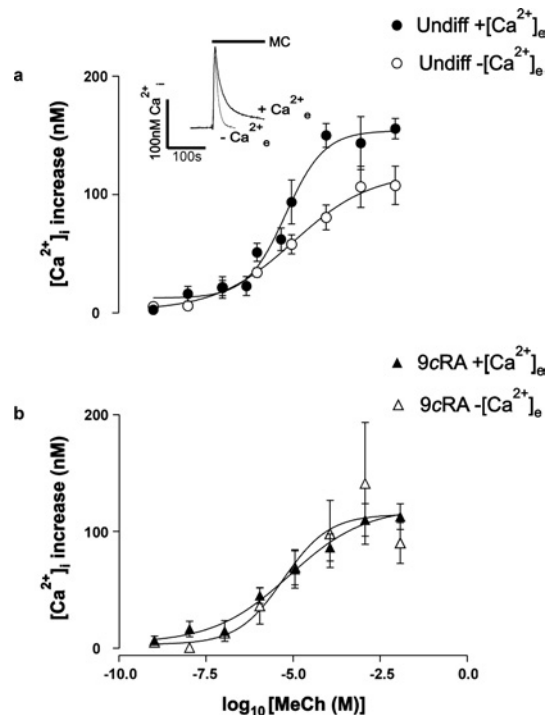 ● Undiff +[Ca²⁺]ₑ
○ Undiff -[Ca²⁺]ₑ
a
MC
100nM Ca²⁺ᵢ
100s
+ Ca²⁺ₑ
- Ca²⁺ₑ
200
100
0
[Ca²⁺]ᵢ increase (nM)
▲ 9cRA +[Ca²⁺]ₑ
△ 9cRA -[Ca²⁺]ₑ
b
200
100
0
[Ca²⁺]ᵢ increase (nM)
-10.0 -7.5 -5.0 -2.5 0.0
log₁₀[MeCh (M)]